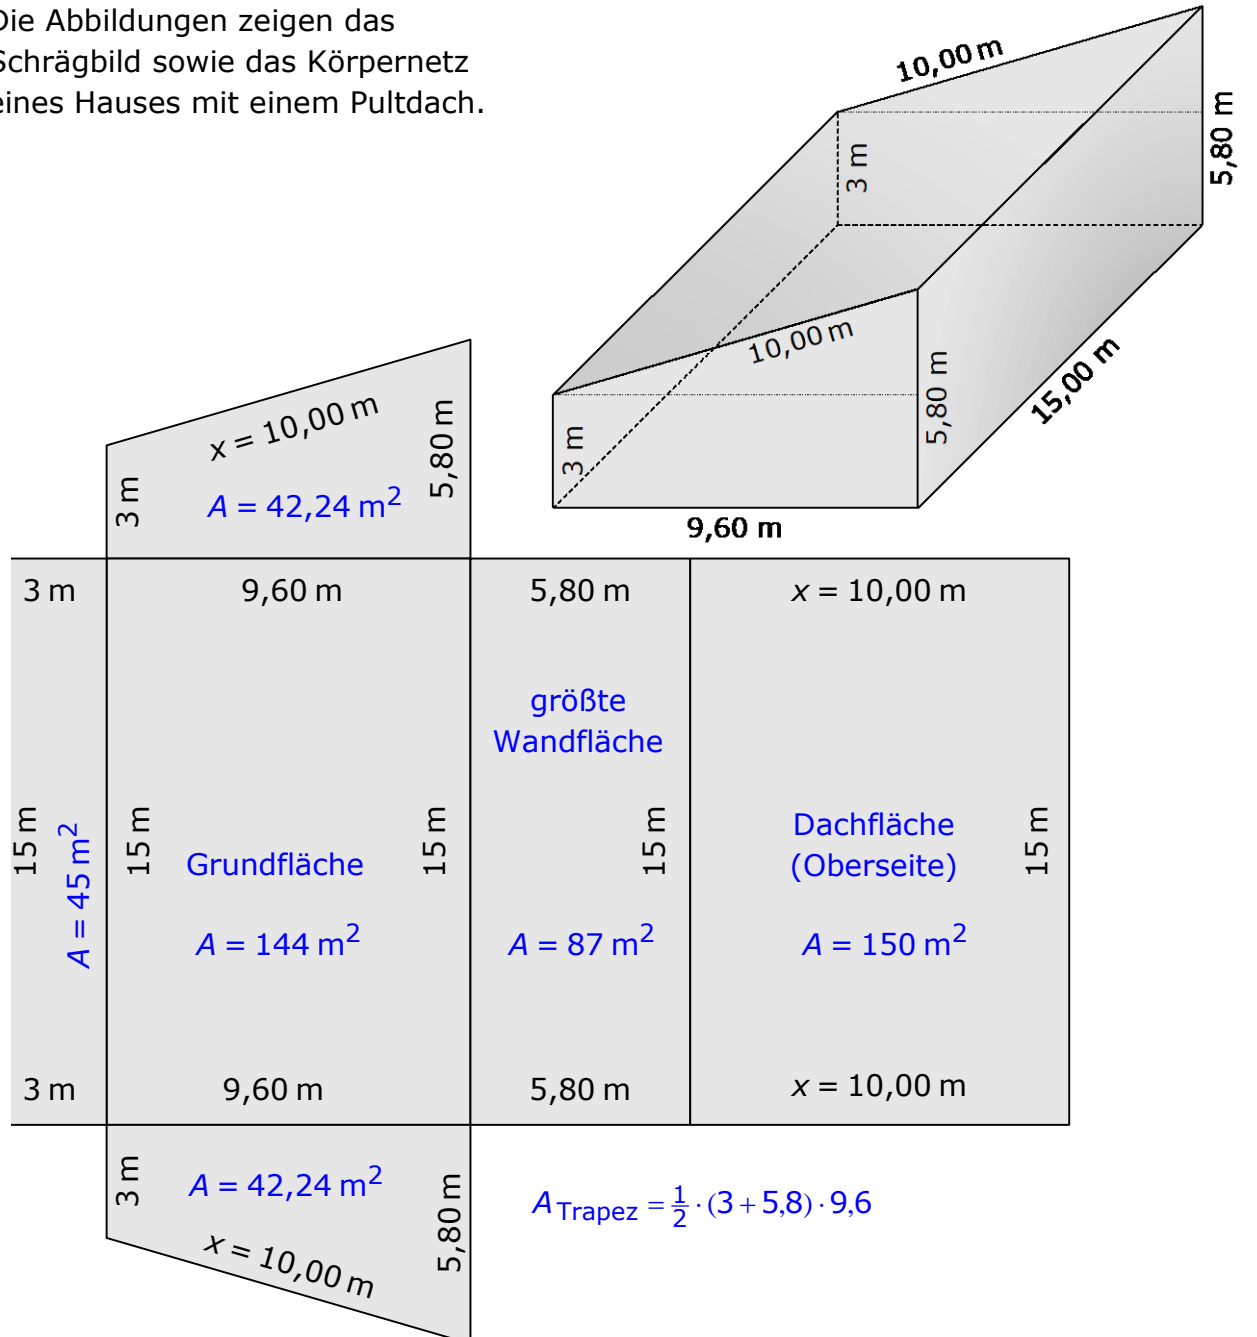 Die Abbildungen zeigen das
Schrägbild sowie das Körpernetz
eines Hauses mit einem Pultdach.
10,00 m
3 m
5,80 m
10,00 m
3 m
5,80 m
15,00 m
9,60 m
x = 10,00 m
3 m
5,80 m
A = 42,24 m²
3 m
9,60 m
5,80 m
x = 10,00 m
größte
Wandfläche
15 m
A = 45 m²
15 m
Grundfläche
A = 144 m²
15 m
15 m
A = 87 m²
Dachfläche
(Oberseite)
A = 150 m²
15 m
3 m
9,60 m
5,80 m
x = 10,00 m
3 m
A = 42,24 m²
5,80 m
x = 10,00 m
A Trapez = 1/2 · (3 + 5,8) · 9,6